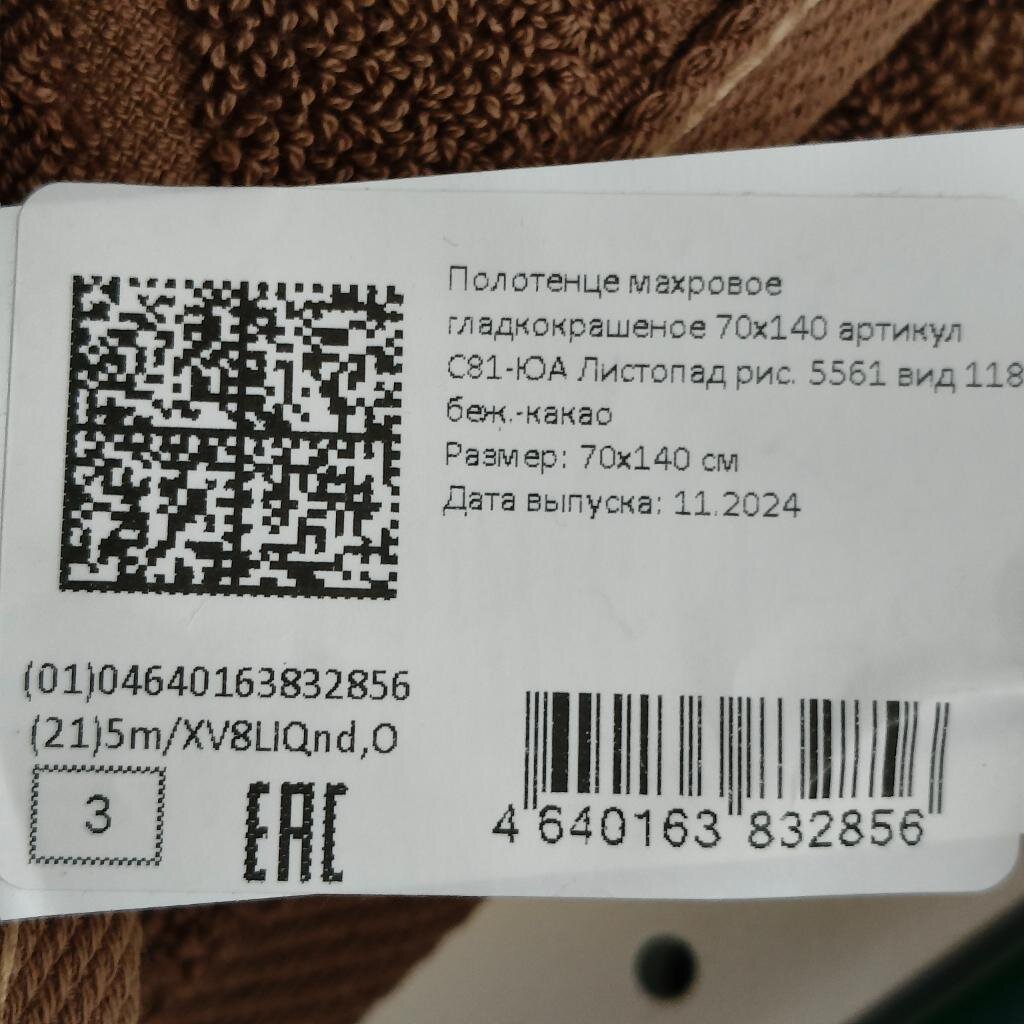 Полотенце махровое
гладкокрашеное 70х140 артикул
С81-ЮА Листопад рис. 5561 вид 118
беж.-какао
Размер: 70х140 см
Дата выпуска: 11.2024
(01)04640163832856
(21)5m/XV8LIQnd,O
3
EAC
4 640163 832856